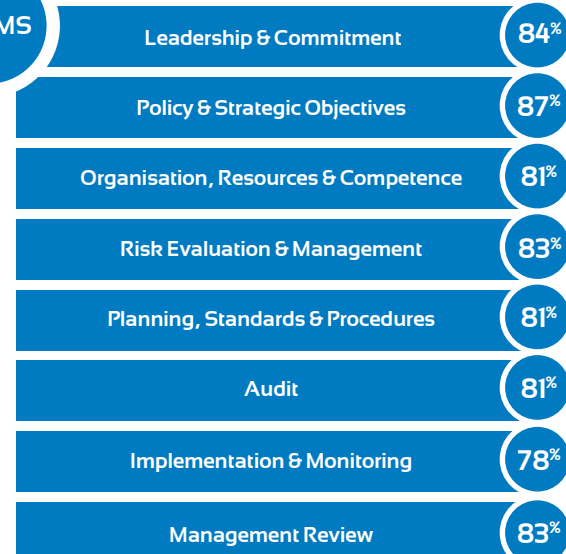 MS
Leadership & Commitment 84%
Policy & Strategic Objectives 87%
Organisation, Resources & Competence 81%
Risk Evaluation & Management 83%
Planning, Standards & Procedures 81%
Audit 81%
Implementation & Monitoring 78%
Management Review 83%